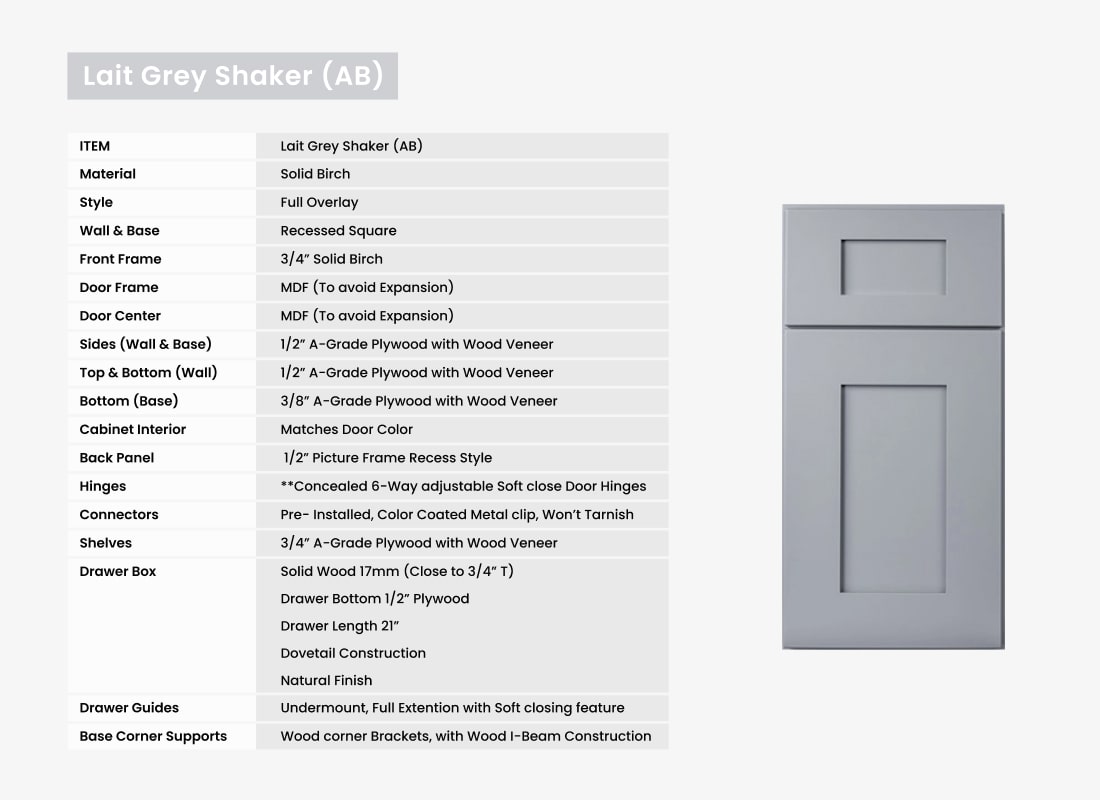 Lait Grey Shaker (AB)
ITEM Lait Grey Shaker (AB)
Material Solid Birch
Style Full Overlay
Wall & Base Recessed Square
Front Frame 3/4” Solid Birch
Door Frame MDF (To avoid Expansion)
Door Center MDF (To avoid Expansion)
Sides (Wall & Base) 1/2” A-Grade Plywood with Wood Veneer
Top & Bottom (Wall) 1/2” A-Grade Plywood with Wood Veneer
Bottom (Base) 3/8” A-Grade Plywood with Wood Veneer
Cabinet Interior Matches Door Color
Back Panel 1/2” Picture Frame Recess Style
Hinges **Concealed 6-Way adjustable Soft close Door Hinges
Connectors Pre- Installed, Color Coated Metal clip, Won’t Tarnish
Shelves 3/4” A-Grade Plywood with Wood Veneer
Drawer Box Solid Wood 17mm (Close to 3/4” T)
Drawer Bottom 1/2” Plywood
Drawer Length 21”
Dovetail Construction
Natural Finish
Drawer Guides Undermount, Full Extention with Soft closing feature
Base Corner Supports Wood corner Brackets, with Wood I-Beam Construction